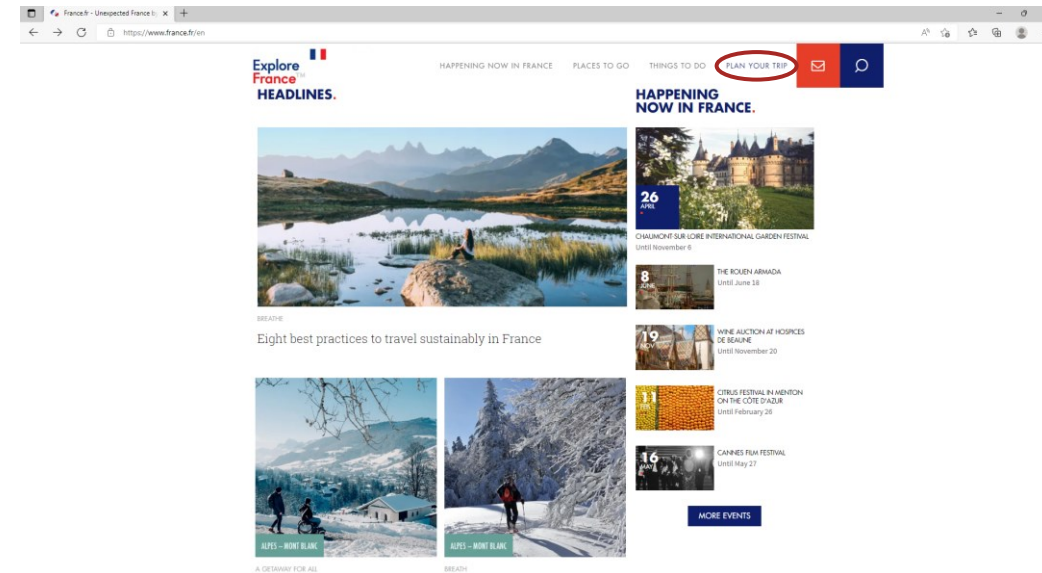 France.fr - Unexpected France b
https://www.france.fr/en
Explore
France™
HAPPENING NOW IN FRANCE
PLACES TO GO
THINGS TO DO
PLAN YOUR TRIP
HEADLINES.
BREATHE
Eight best practices to travel sustainably in France
ALPES – MONT BLANC
A GETAWAY FOR ALL
ALPES – MONT BLANC
BREATH
HAPPENING
NOW IN FRANCE.
26
APRIL
CHAUMONT-SUR-LOIRE INTERNATIONAL GARDEN FESTIVAL
Until November 6
8
JUNE
THE ROUEN ARMADA
Until June 18
19
NOV
WINE AUCTION AT HOSPICES
DE BEAUNE
Until November 20
11
CITRUS FESTIVAL IN MENTON
ON THE CÔTE D'AZUR
Until February 26
16
MAY
CANNES FILM FESTIVAL
Until May 27
MORE EVENTS